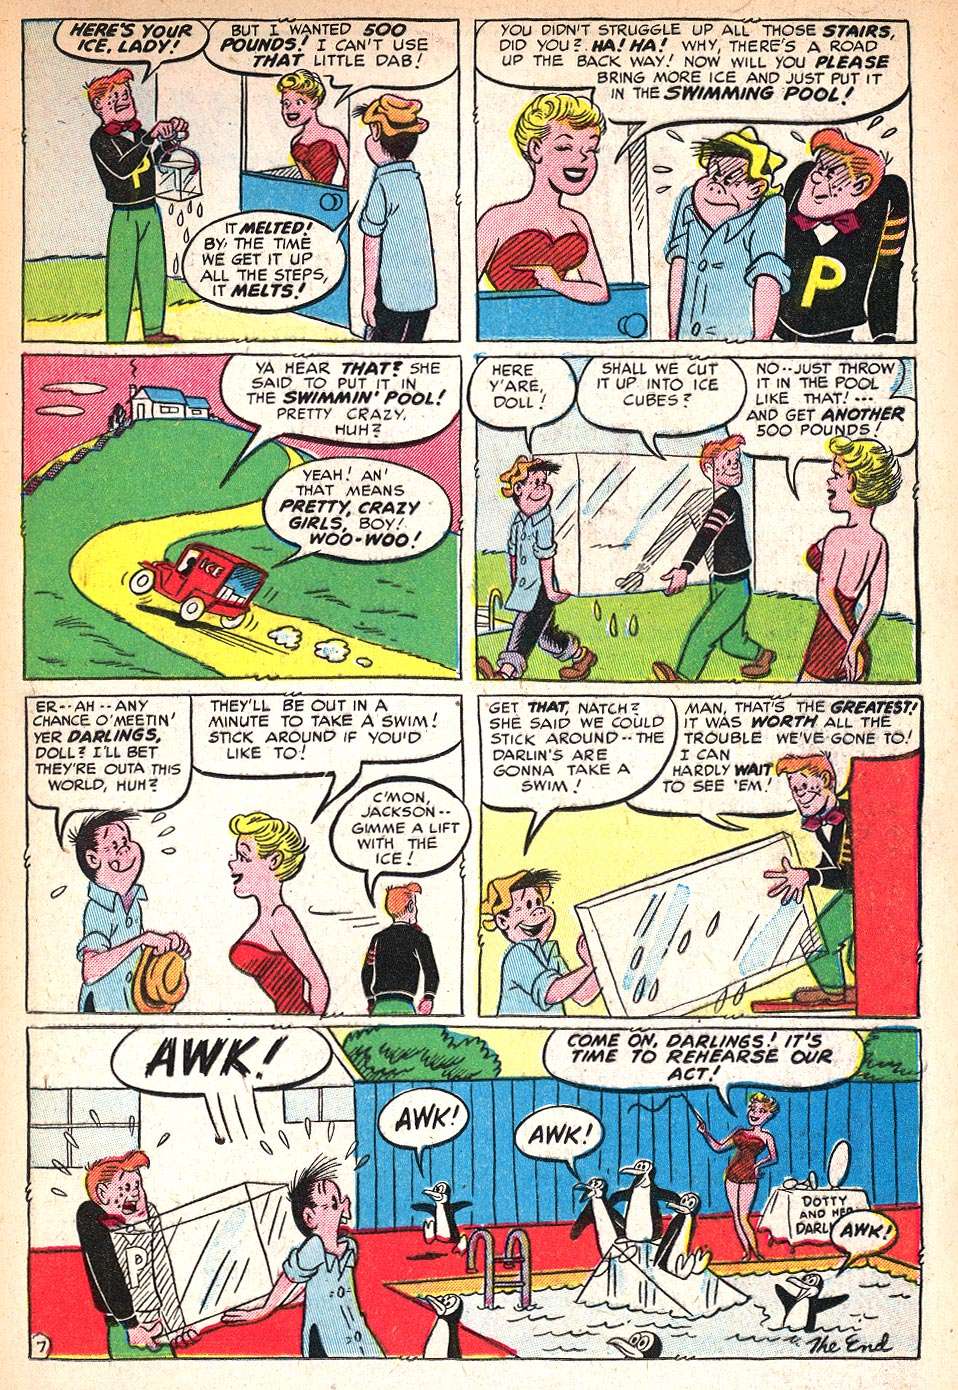 HERE'S YOUR
ICE, LADY!
BUT I WANTED 500
POUNDS! I CAN'T USE
THAT LITTLE DAB!
P
IT MELTED!
BY THE TIME
WE GET IT UP
ALL THE STEPS,
IT MELTS!
YOU DIDN'T STRUGGLE UP ALL THOSE STAIRS,
DID YOU? HA! HA! WHY, THERE'S A ROAD
UP THE BACK WAY! NOW WILL YOU PLEASE
BRING MORE ICE AND JUST PUT IT
IN THE SWIMMING POOL!
P
YA HEAR THAT? SHE
SAID TO PUT IT IN
THE SWIMMIN' POOL!
PRETTY CRAZY,
HUH?
YEAH! AN'
THAT MEANS
PRETTY, CRAZY
GIRLS, BOY!
WOO-WOO!
ICE
HERE
Y'ARE,
DOLL!
SHALL WE CUT
IT UP INTO ICE
CUBES?
NO--JUST THROW
IT IN THE POOL
LIKE THAT!---
AND GET ANOTHER
500 POUNDS!
ER--AH--ANY
CHANCE O'MEETIN'
YER DARLINGS,
DOLL? I'LL BET
THEY'RE OUTA THIS
WORLD, HUH?
THEY'LL BE OUT IN A
MINUTE TO TAKE A SWIM!
STICK AROUND IF YOU'D
LIKE TO!
C'MON,
JACKSON--
GIMME A LIFT
WITH THE
ICE!
GET THAT, NATCH?
SHE SAID WE COULD
STICK AROUND--THE
DARLIN'S ARE
GONNA TAKE A
SWIM!
MAN, THAT'S THE GREATEST!
IT WAS WORTH ALL THE
TROUBLE WE'VE GONE TO!
I CAN
HARDLY WAIT
TO SEE 'EM!
AWK!
AWK!
AWK!
COME ON, DARLINGS! IT'S
TIME TO REHEARSE OUR
ACT!
P
DOTTY
AND HER
DARL
AWK!
7
The End